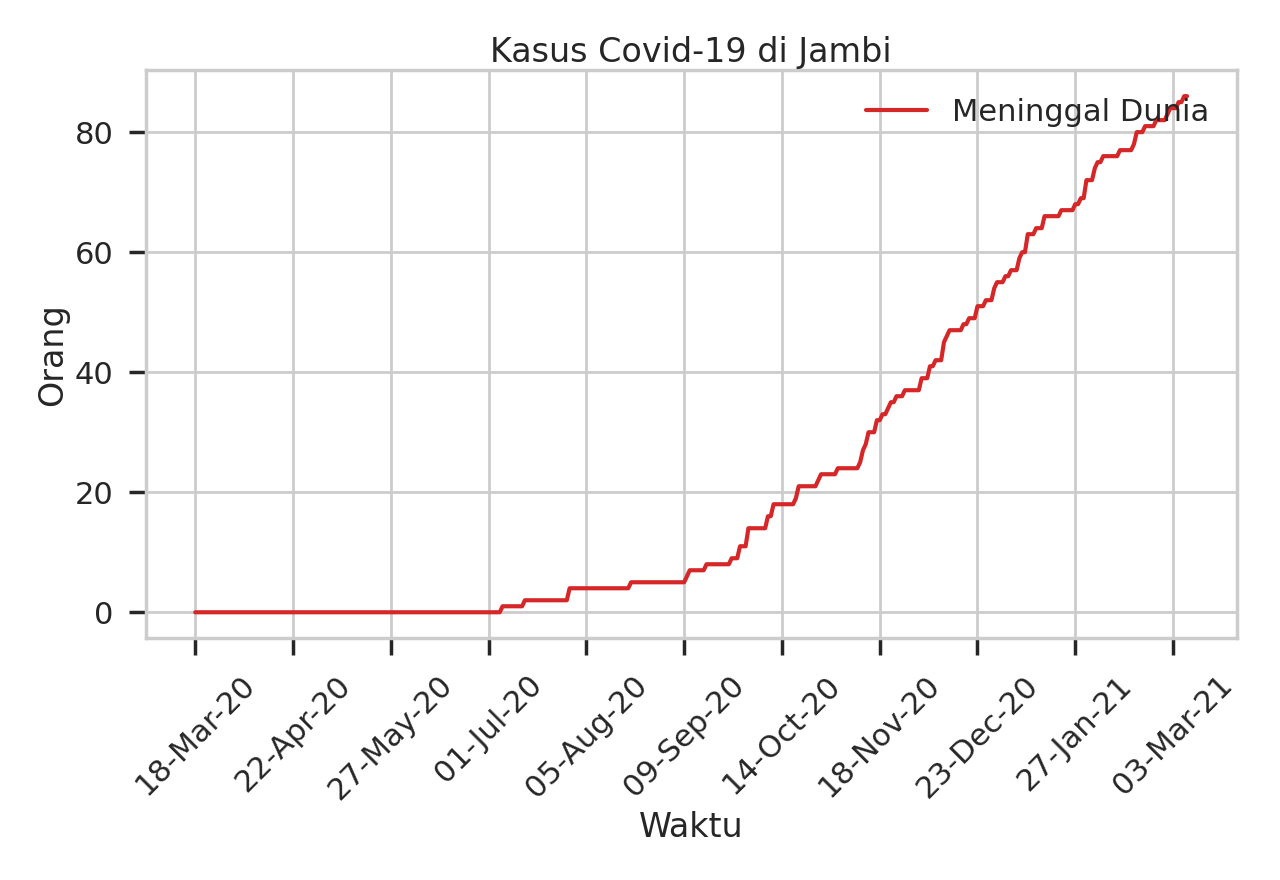 Kasus Covid-19 di Jambi
Meninggal Dunia
Orang
80
60
40
20
0
18-Mar-20
22-Apr-20
27-May-20
01-Jul-20
05-Aug-20
09-Sep-20
14-Oct-20
18-Nov-20
23-Dec-20
27-Jan-21
03-Mar-21
Waktu